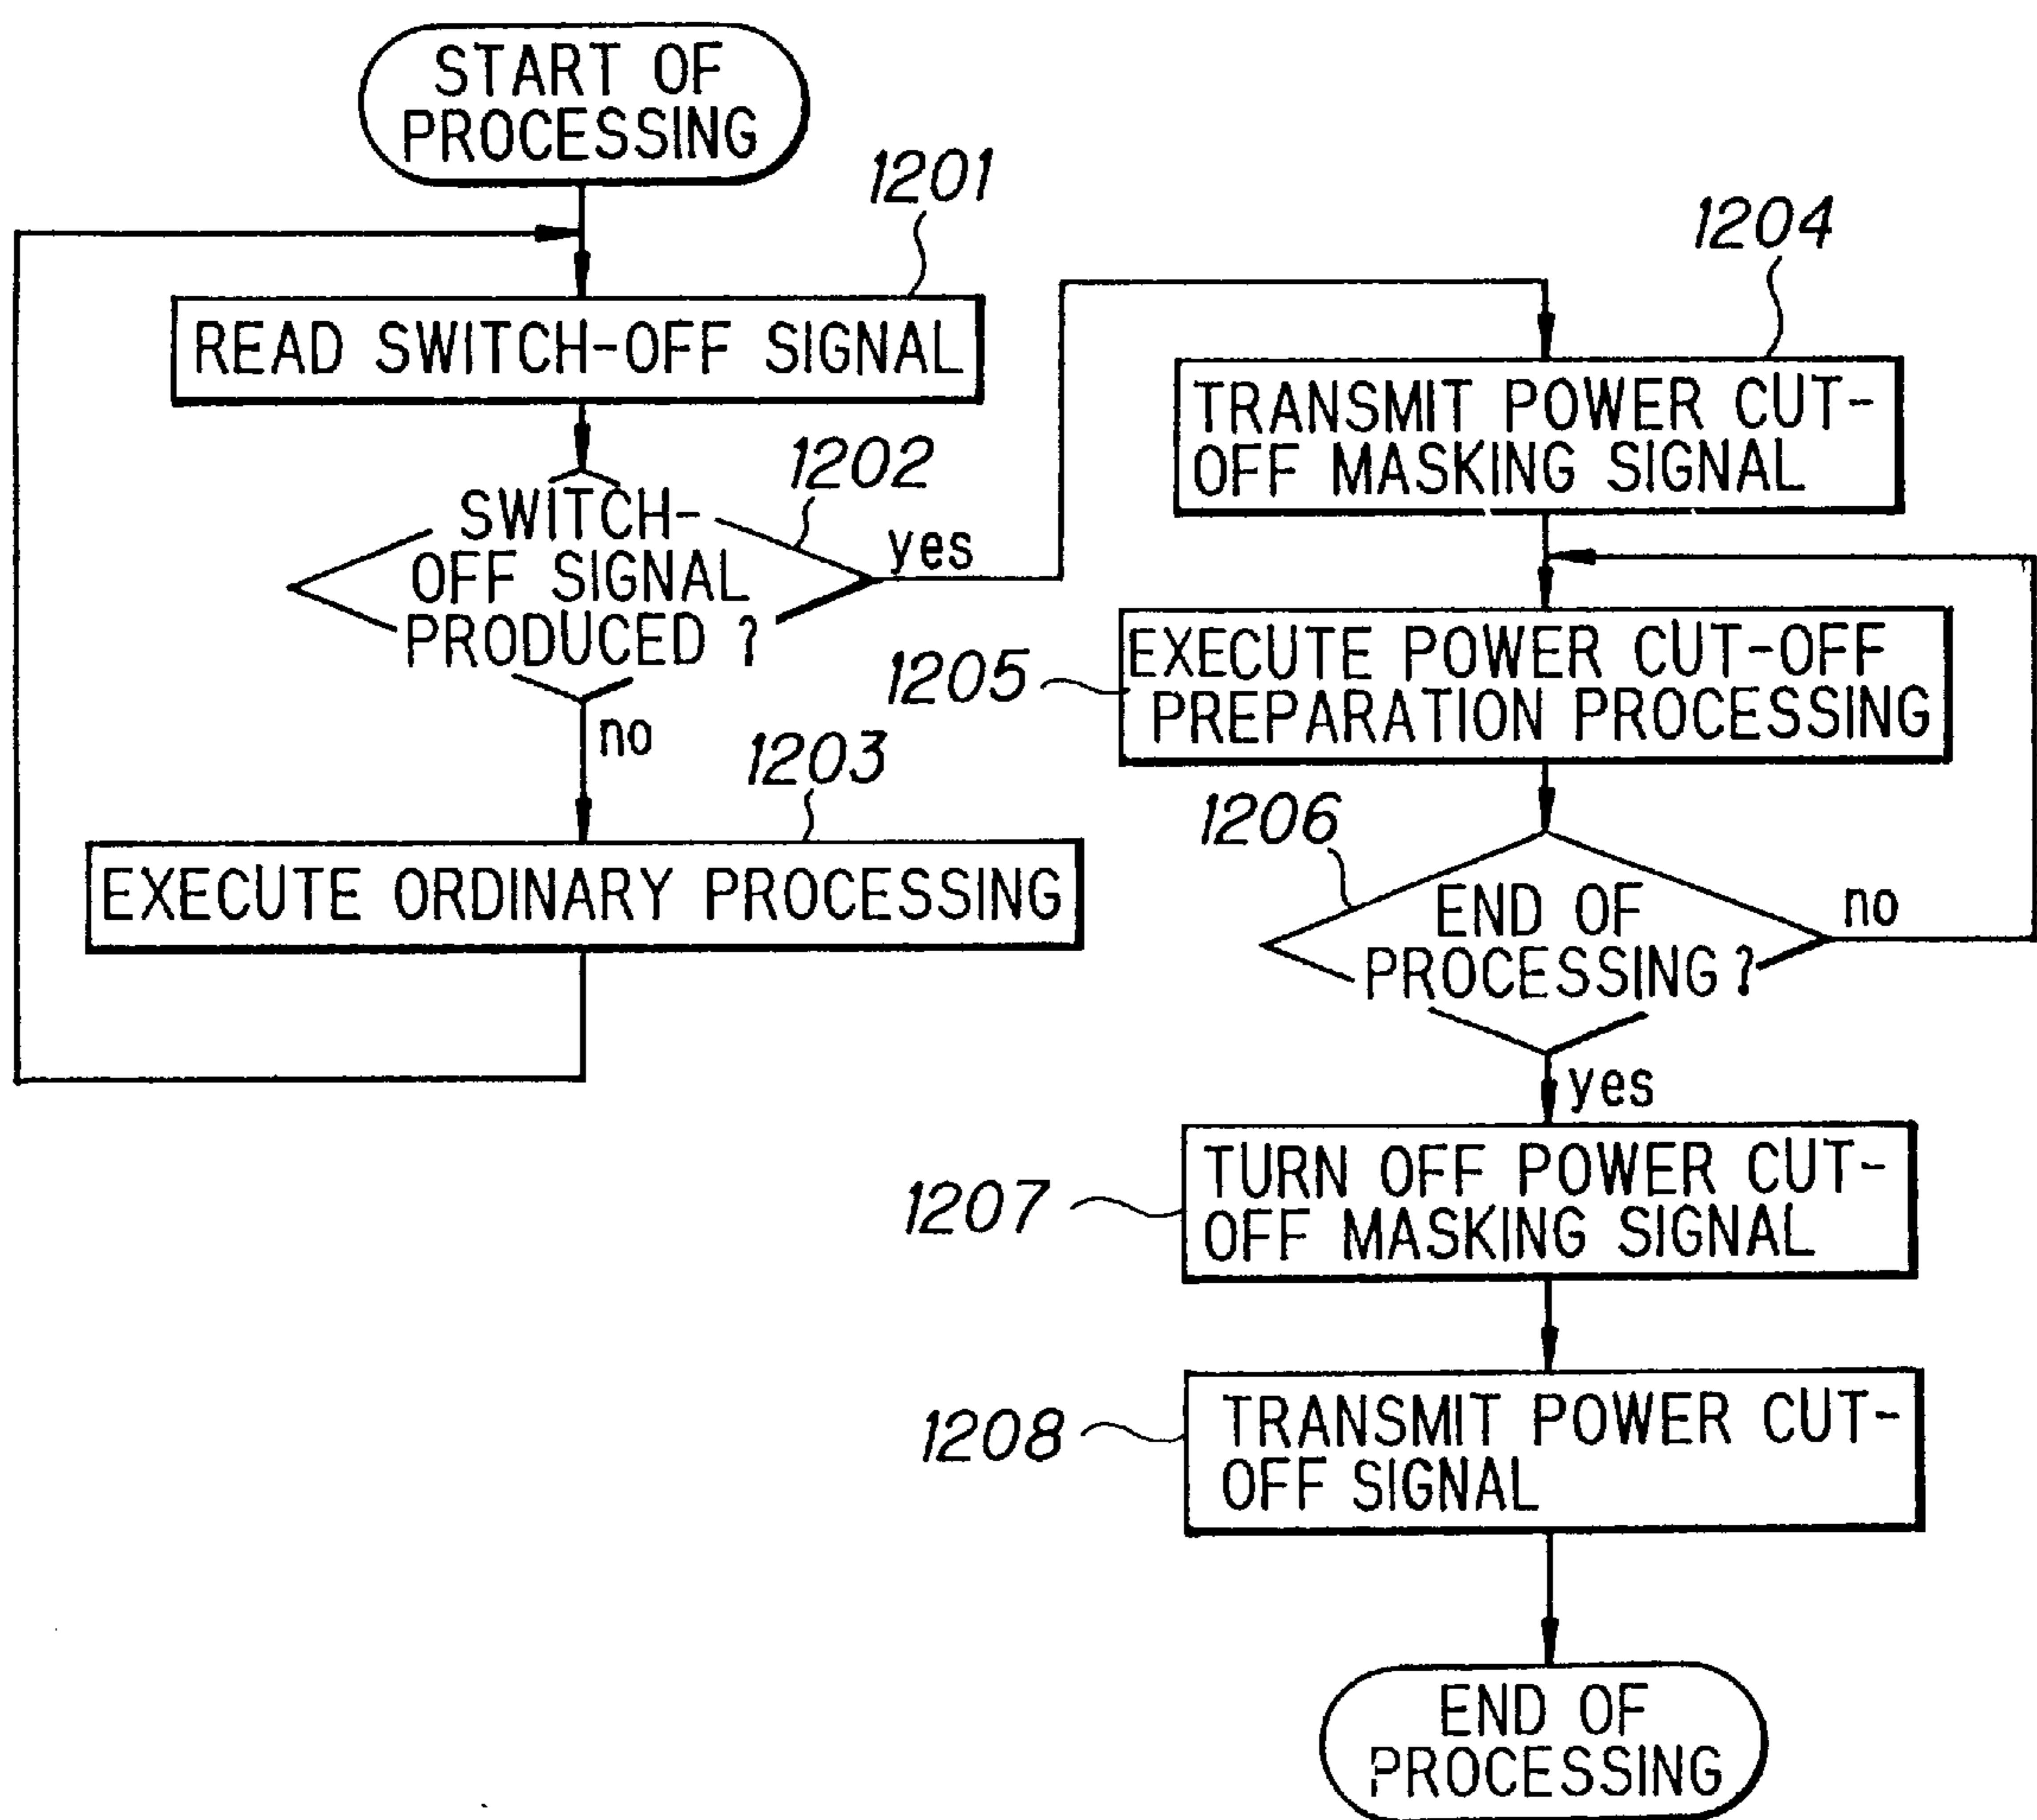 START OF
PROCESSING
1201
READ SWITCH-OFF SIGNAL
1202
SWITCH-
OFF SIGNAL
PRODUCED ?
yes
no
1203
EXECUTE ORDINARY PROCESSING
1204
TRANSMIT POWER CUT-
OFF MASKING SIGNAL
1205
EXECUTE POWER CUT-OFF
PREPARATION PROCESSING
1206
END OF
PROCESSING ?
no
yes
1207
TURN OFF POWER CUT-
OFF MASKING SIGNAL
1208
TRANSMIT POWER CUT-
OFF SIGNAL
END OF
PROCESSING